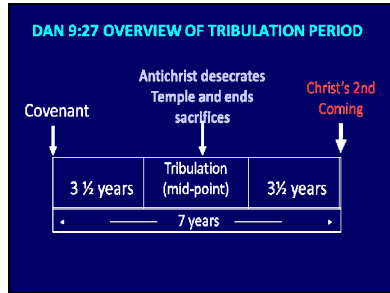 DAN 9:27 OVERVIEW OF TRIBULATION PERIOD
Antichrist desecrates
Temple and ends
sacrifices
Christ's 2nd
Coming
Covenant
3 ½ years
Tribulation
(mid-point)
3½ years
7 years